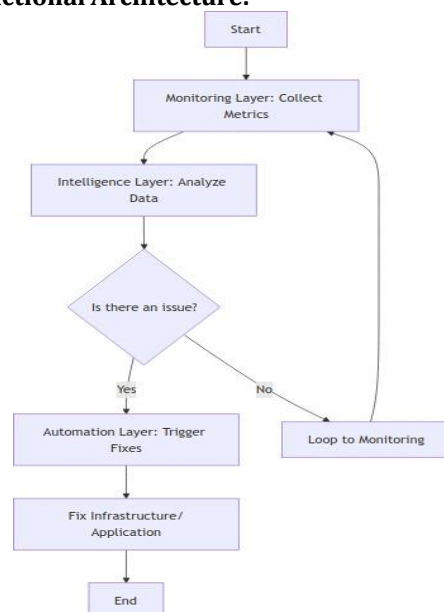 Architecture:
Start
Monitoring Layer: Collect
Metrics
Intelligence Layer: Analyze
Data
Is there an issue?
Yes
No
Automation Layer: Trigger
Fixes
Loop to Monitoring
Fix Infrastructure/
Application
End